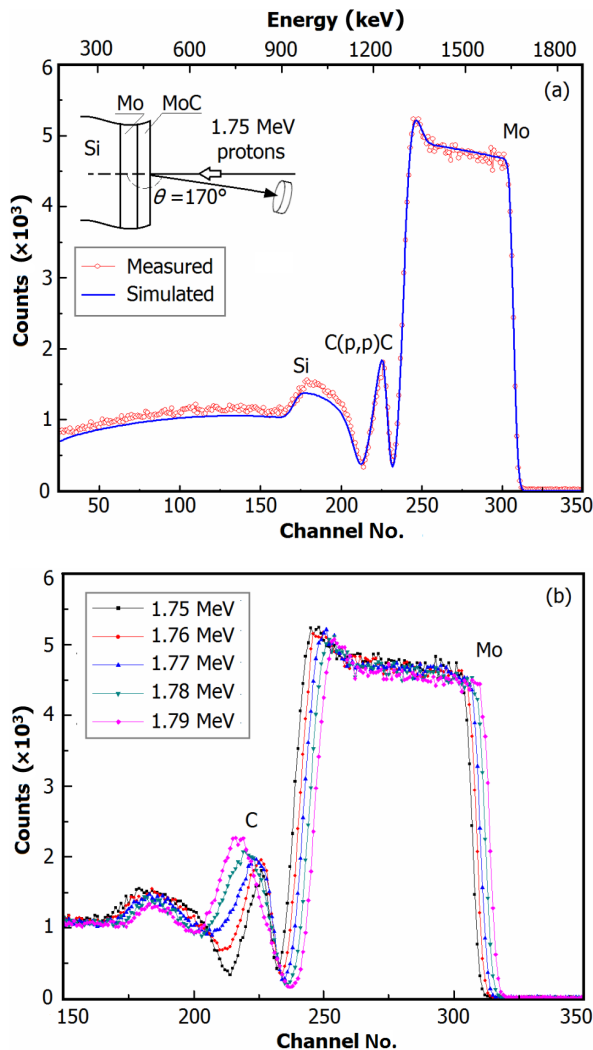 Energy (keV)
300 600 900 1200 1500 1800
6
5
4
3
2
1
0
Counts (×10³)
(a)
Mo
Mo MoC
Si
1.75 MeV
protons
θ =170°
Measured
Simulated
C(p,p)C
Si
50 100 150 200 250 300 350
Channel No.
6
5
4
3
2
1
0
Counts (×10³)
(b)
1.75 MeV
1.76 MeV
1.77 MeV
1.78 MeV
1.79 MeV
Mo
C
150 200 250 300 350
Channel No.